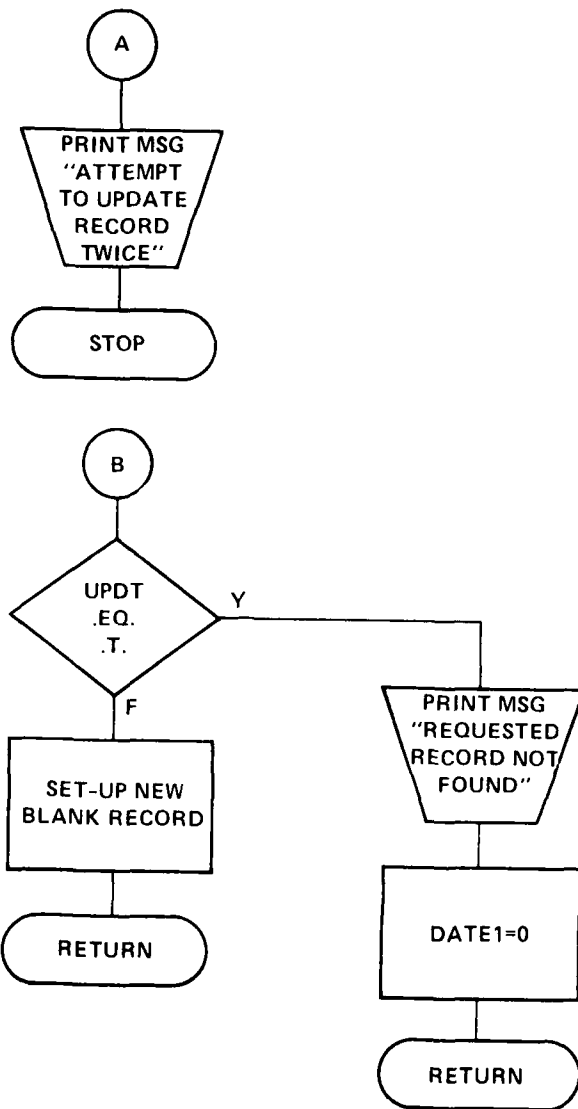 A
PRINT MSG
"ATTEMPT
TO UPDATE
RECORD
TWICE"
STOP
B
UPDT
.EQ.
.T.
Y
F
SET-UP NEW
BLANK RECORD
RETURN
PRINT MSG
"REQUESTED
RECORD NOT
FOUND"
DATE1=0
RETURN